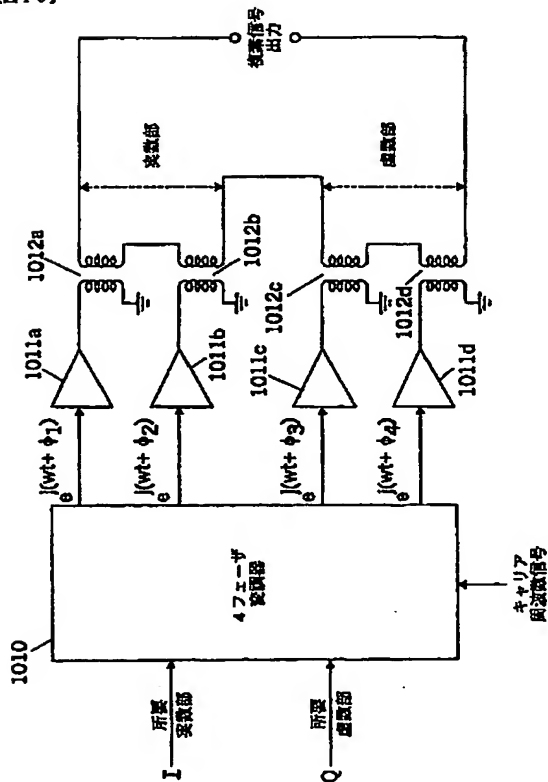 1010
I
所要
実数部
Q
所要
虚数部
4フェーザ
変調器
キャリア
周波数信号
e j(wt+ϕ1)
e j(wt+ϕ2)
e j(wt+ϕ3)
e j(wt+ϕ4)
1011a
1011b
1011c
1011d
1012a
1012b
1012c
1012d
実数部
虚数部
複素信号
出力